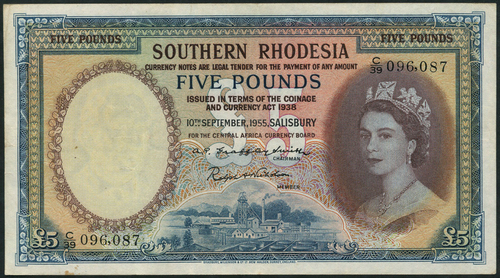 FIVE POUNDS FIVE POUNDS
SOUTHERN RHODESIA
C/39 096,087
CURRENCY NOTES ARE LEGAL TENDER FOR THE PAYMENT OF ANY AMOUNT
FIVE POUNDS
ISSUED IN TERMS OF THE COINAGE
AND CURRENCY ACT 1938
10TH SEPTEMBER, 1955, SALISBURY
FOR THE CENTRAL AFRICA CURRENCY BOARD
CHAIRMAN
MEMBER
£5 C/39 096,087 £5